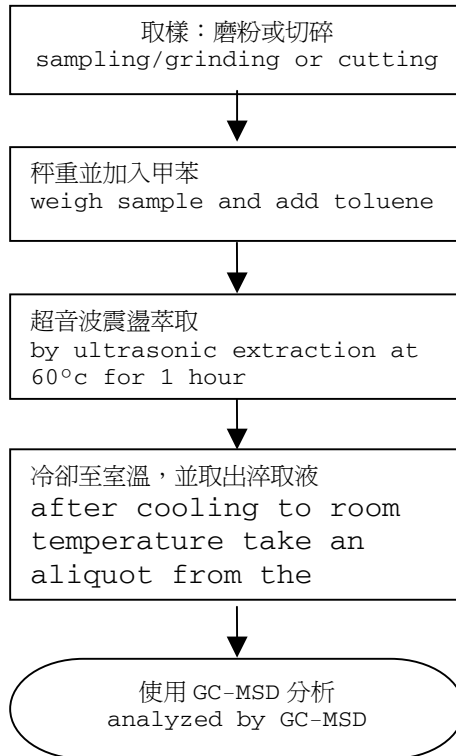 取樣：磨粉或切碎
sampling/grinding or cutting
秤重並加入甲苯
weigh sample and add toluene
超音波震盪萃取
by ultrasonic extraction at
60°c for 1 hour
冷卻至室溫，並取出淬取液
after cooling to room
temperature take an
aliquot from the
使用 GC-MSD 分析
analyzed by GC-MSD